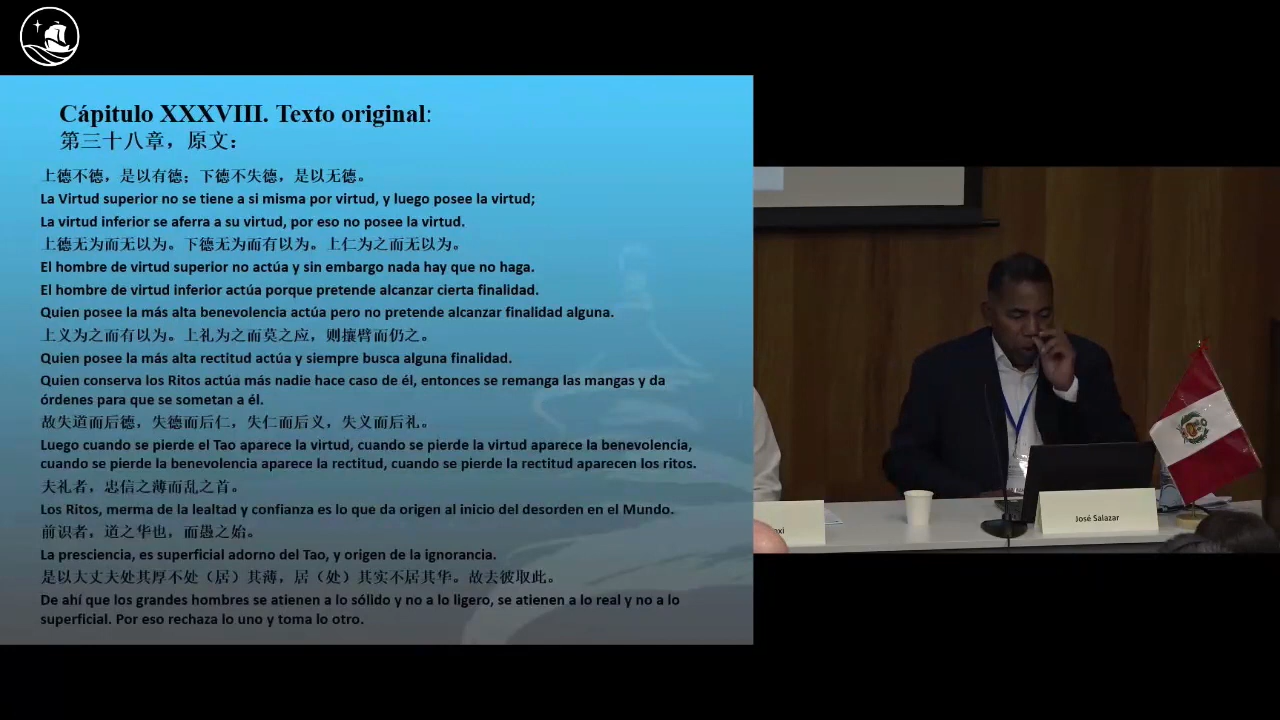 Cápitulo XXXVIII. Texto original:
第三十八章，原文：
上德不德，是以有德；下德不失德，是以无德。
La Virtud superior no se tiene a si misma por virtud, y luego posee la virtud;
La virtud inferior se aferra a su virtud, por eso no posee la virtud.
上德无为而无以为。下德无为而有以为。上仁为之而无以为。
El hombre de virtud superior no actúa y sin embargo nada hay que no haga.
El hombre de virtud inferior actúa porque pretende alcanzar cierta finalidad.
Quien posee la más alta benevolencia actúa pero no pretende alcanzar finalidad alguna.
上义为之而有以为。上礼为之而莫之应，则攘臂而仍之。
Quien posee la más alta rectitud actúa y siempre busca alguna finalidad.
Quien conserva los Ritos actúa más nadie hace caso de él, entonces se remanga las mangas y da
órdenes para que se sometan a él.
故失道而后德，失德而后仁，失仁而后义，失义而后礼。
Luego cuando se pierde el Tao aparece la virtud, cuando se pierde la virtud aparece la benevolencia,
cuando se pierde la benevolencia aparece la rectitud, cuando se pierde la rectitud aparecen los ritos.
夫礼者，忠信之薄而乱之首。
Los Ritos, merma de la lealtad y confianza es lo que da origen al inicio del desorden en el Mundo.
前识者，道之华也，而愚之始。
La presciencia, es superficial adorno del Tao, y origen de la ignorancia.
是以大丈夫处其厚不处（居）其薄，居（处）其实不居其华。故去彼取此。
De ahí que los grandes hombres se atienen a lo sólido y no a lo ligero, se atienen a lo real y no a lo
superficial. Por eso rechaza lo uno y toma lo otro.
José Salazar